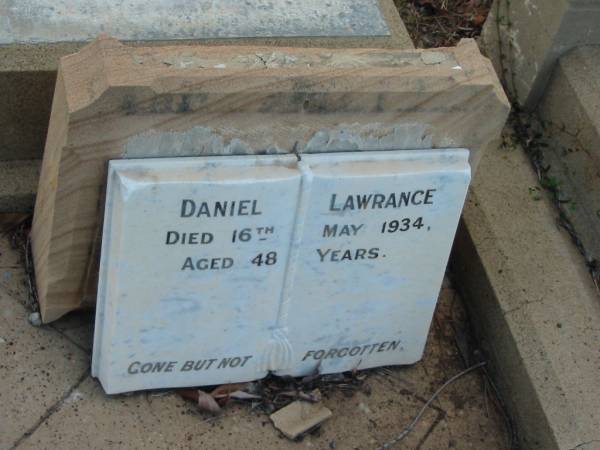 DANIEL LAWRANCE
DIED 16TH MAY 1934,
AGED 48 YEARS.
GONE BUT NOT FORGOTTEN.